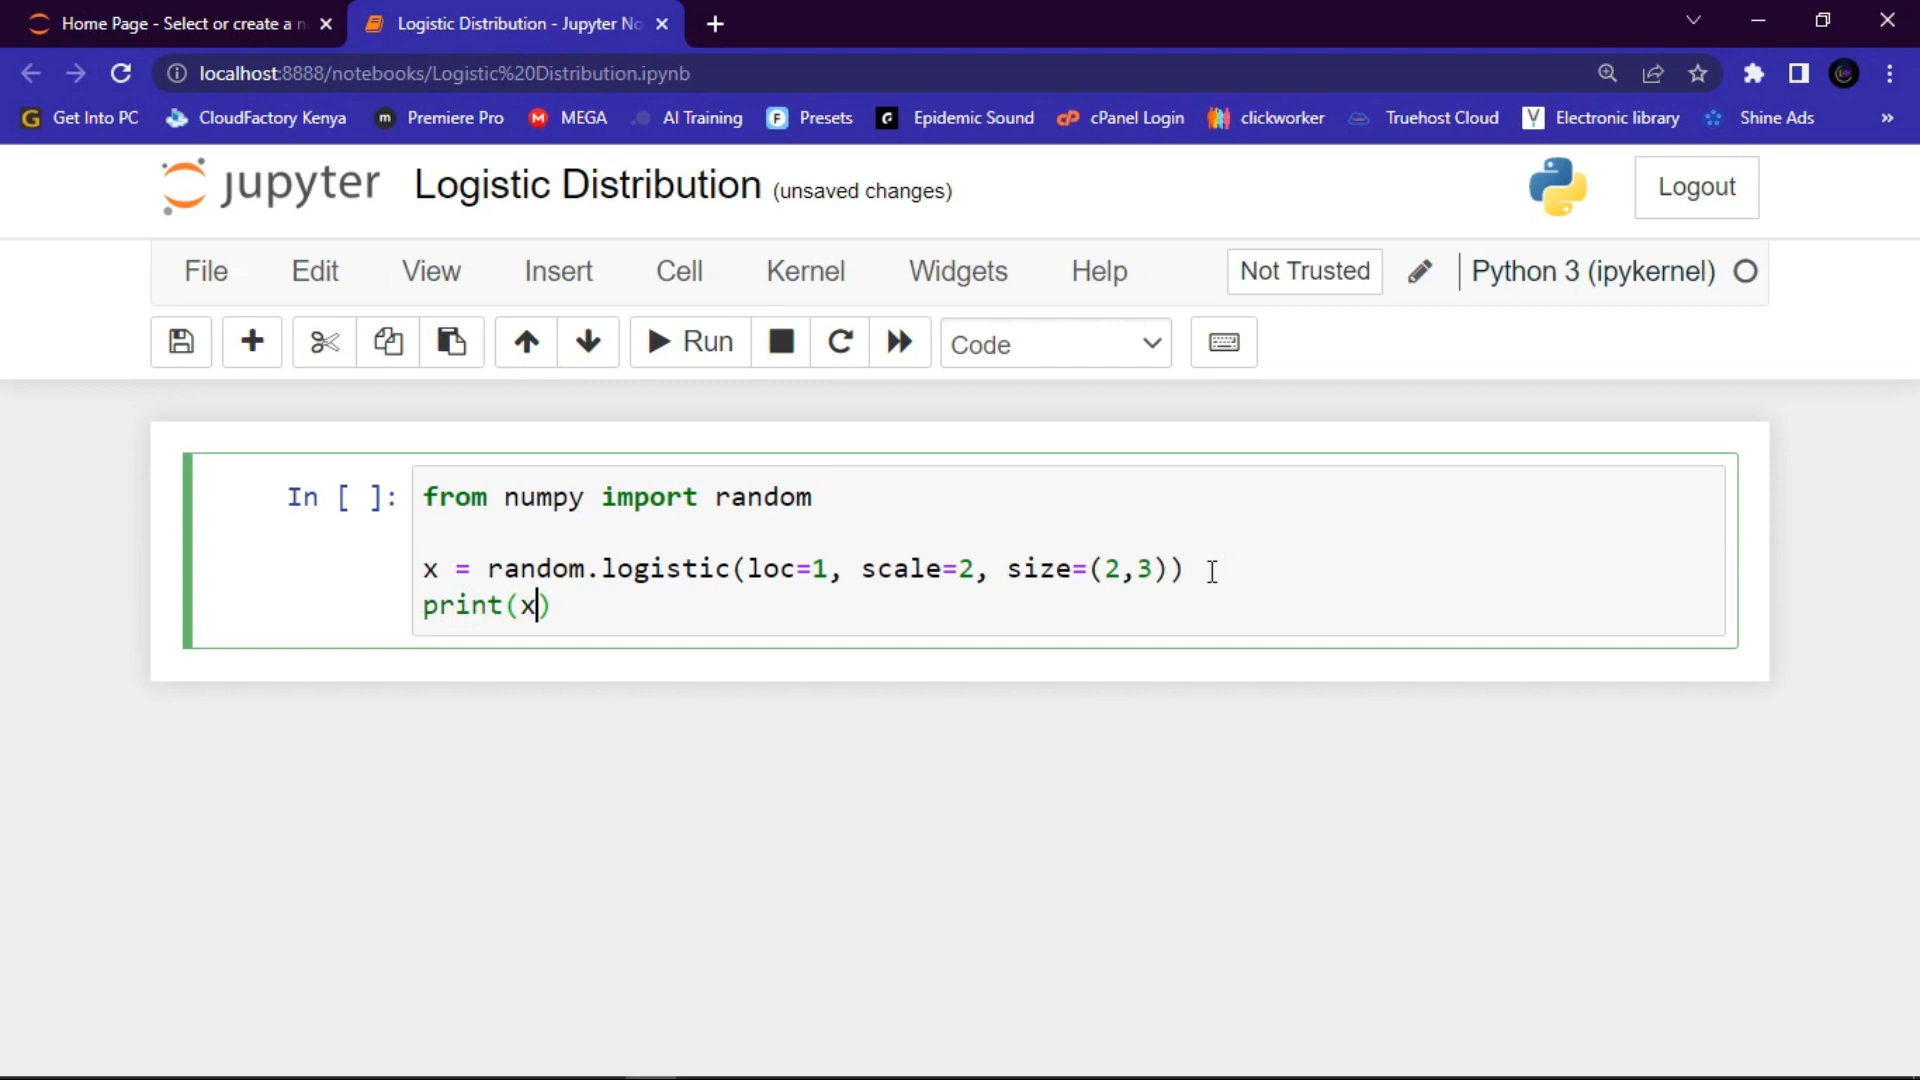 Home Page - Select or create a n
Logistic Distribution - Jupyter No
localhost:8888/notebooks/Logistic%20Distribution.ipynb
Get Into PC
CloudFactory Kenya
m Premiere Pro
M MEGA
AI Training
F Presets
Epidemic Sound
cP cPanel Login
clickworker
Truehost Cloud
Y Electronic library
Shine Ads
»
jupyter Logistic Distribution (unsaved changes)
Logout
File Edit View Insert Cell Kernel Widgets Help Not Trusted Python 3 (ipykernel)
Run Code
In [ ]: from numpy import random
x = random.logistic(loc=1, scale=2, size=(2,3))
print(x)